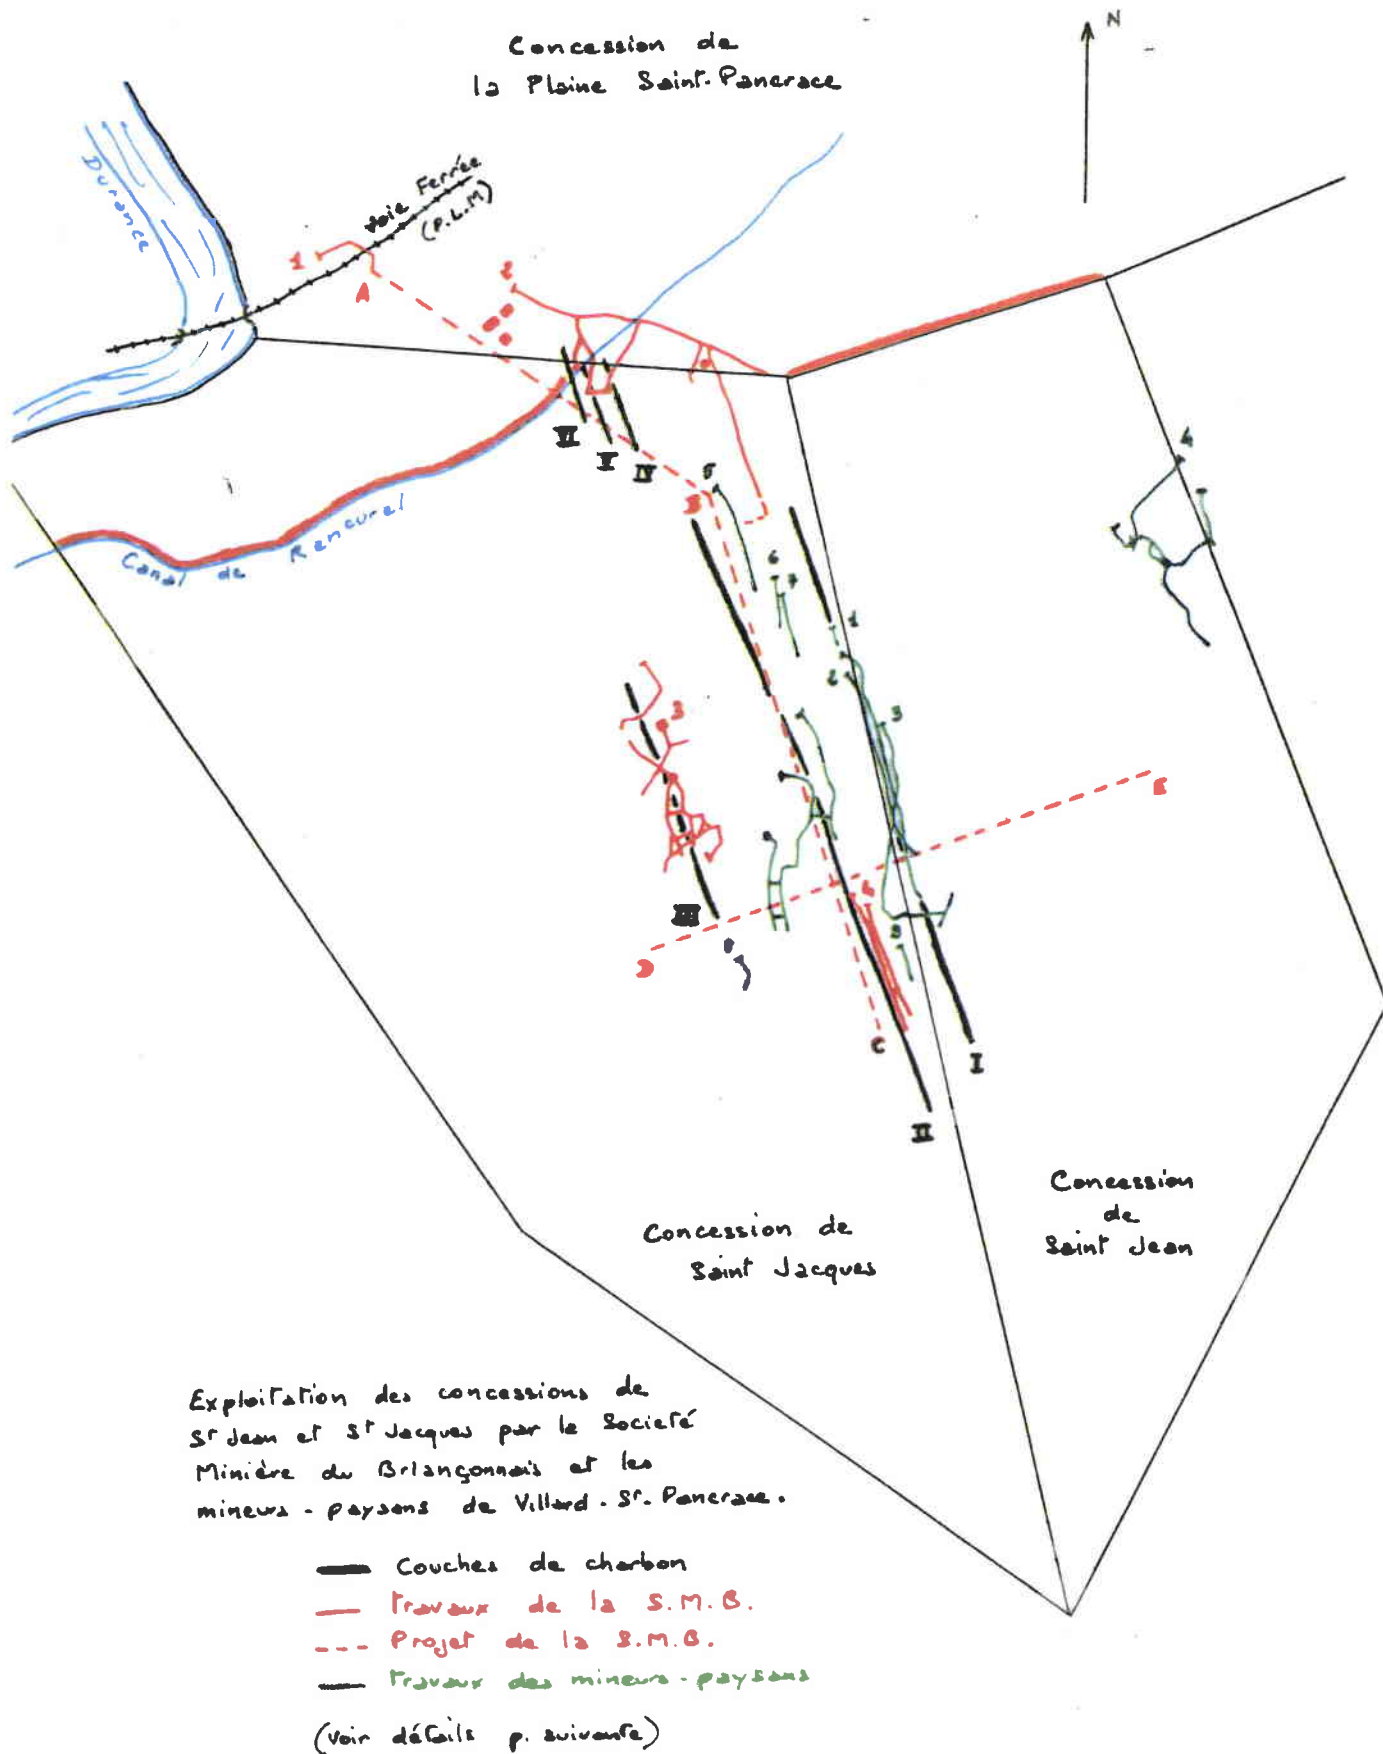 Concession de
la Plaine Saint-Pancrace
N
Durance
Voie Ferrée
(P.L.M)
1
A
2
VI
V
IV
B
5
4
6
7
1
2
3
3
Canal de Rencurel
E
III
D
8
9
C
I
II
Concession
de
Saint Jean
Concession de
Saint Jacques
Exploitation des concessions de
St Jean et St Jacques par la Societé
Minière du Briançonnais et les
mineurs - paysans de Villard - St - Pancrace.
Couches de charbon
Travaux de la S.M.B.
Projet de la S.M.B.
Travaux des mineurs - paysans
(voir détails p. suivante)